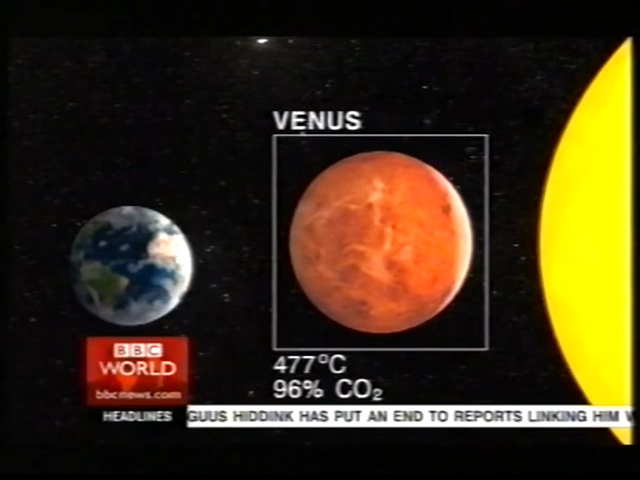 VENUS
477°C
96% CO₂
BBC
WORLD
bbcnews.com
HEADLINES GUUS HIDDINK HAS PUT AN END TO REPORTS LINKING HIM